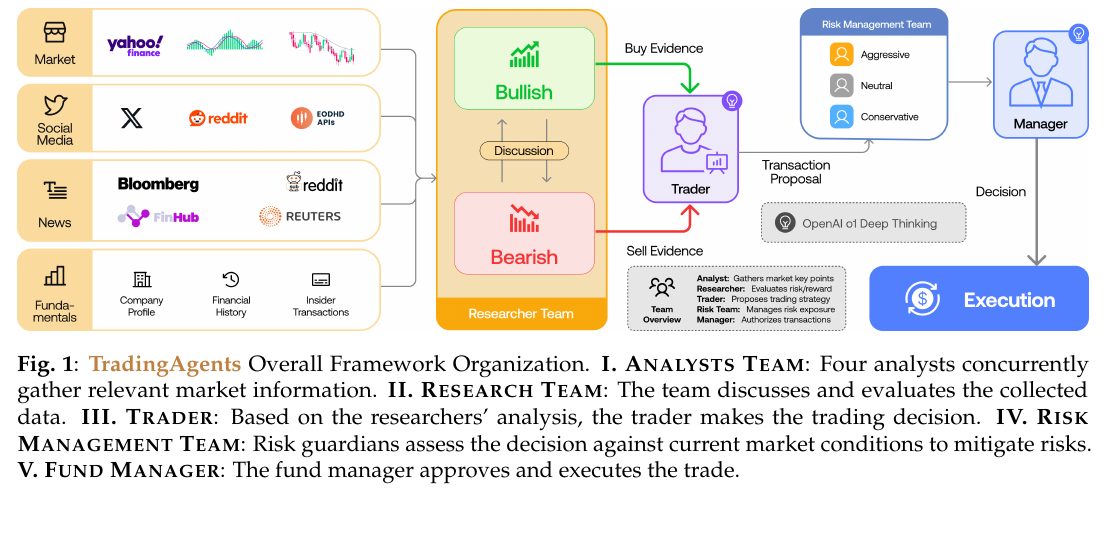 Market
yahoo!
finance
Social
Media
X
reddit
EODHD
APIs
News
Bloomberg
sub
reddit
FinHub
REUTERS
Funda-
mentals
Company
Profile
Financial
History
Insider
Transactions
Bullish
Discussion
Bearish
Researcher Team
Buy Evidence
Sell Evidence
Trader
Transaction
Proposal
Risk Management Team
Aggressive
Neutral
Conservative
Manager
Decision
OpenAI o1 Deep Thinking
Team
Overview
Analyst: Gathers market key points
Researcher: Evaluates risk/reward
Trader: Proposes trading strategy
Risk Team: Manages risk exposure
Manager: Authorizes transactions
$ Execution
Fig. 1: TradingAgents Overall Framework Organization. I. ANALYSTS TEAM: Four analysts concurrently
gather relevant market information. II. RESEARCH TEAM: The team discusses and evaluates the collected
data. III. TRADER: Based on the researchers’ analysis, the trader makes the trading decision. IV. RISK
MANAGEMENT TEAM: Risk guardians assess the decision against current market conditions to mitigate risks.
V. FUND MANAGER: The fund manager approves and executes the trade.